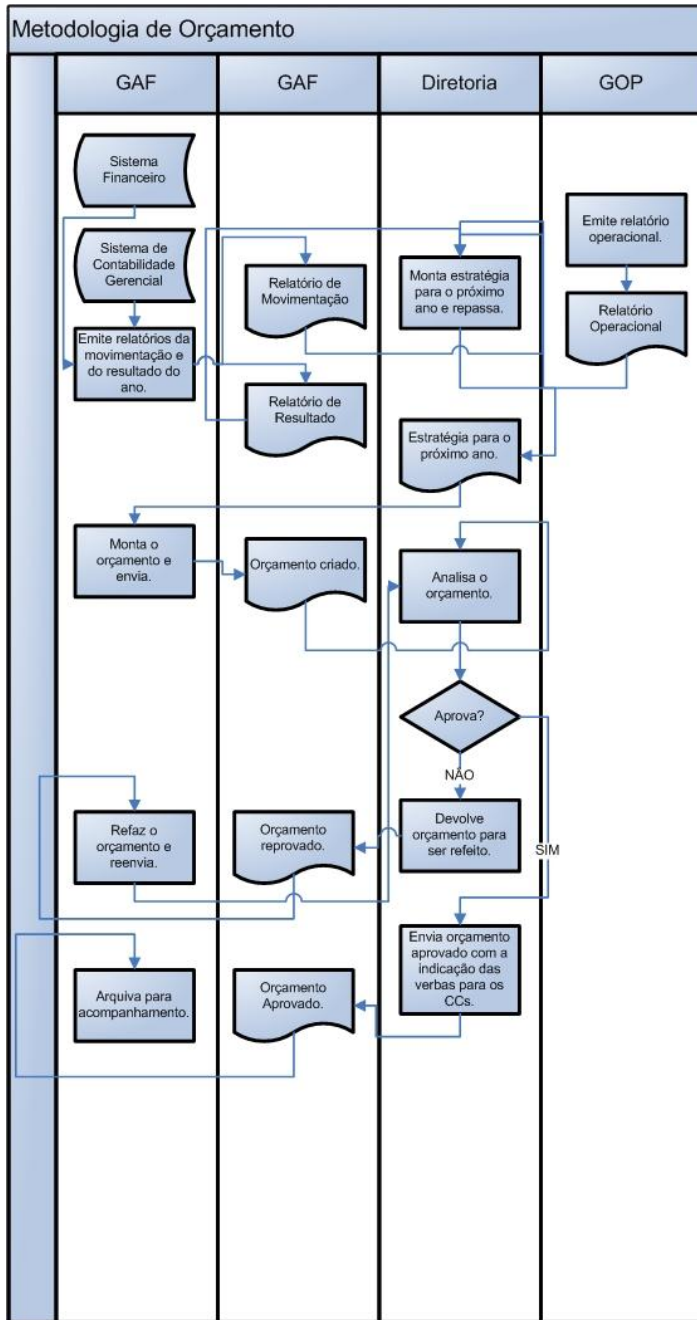 Metodologia de Orçamento
GAF
GAF
Diretoria
GOP
Sistema
Financeiro
Sistema de
Contabilidade
Gerencial
Emite relatórios da
movimentação e
do resultado do
ano.
Relatório de
Movimentação
Relatório de
Resultado
Monta estratégia
para o próximo
ano e repassa.
Emite relatório
operacional.
Relatório
Operacional
Estratégia para o
próximo ano.
Monta o
orçamento e
envia.
Orçamento criado.
Analisa o
orçamento.
Aprova?
NÃO
SIM
Refaz o
orçamento e
reenvia.
Orçamento
reprovado.
Devolve
orçamento para
ser refeito.
Arquiva para
acompanhamento.
Orçamento
Aprovado.
Envia orçamento
aprovado com a
indicação das
verbas para os
CCs.